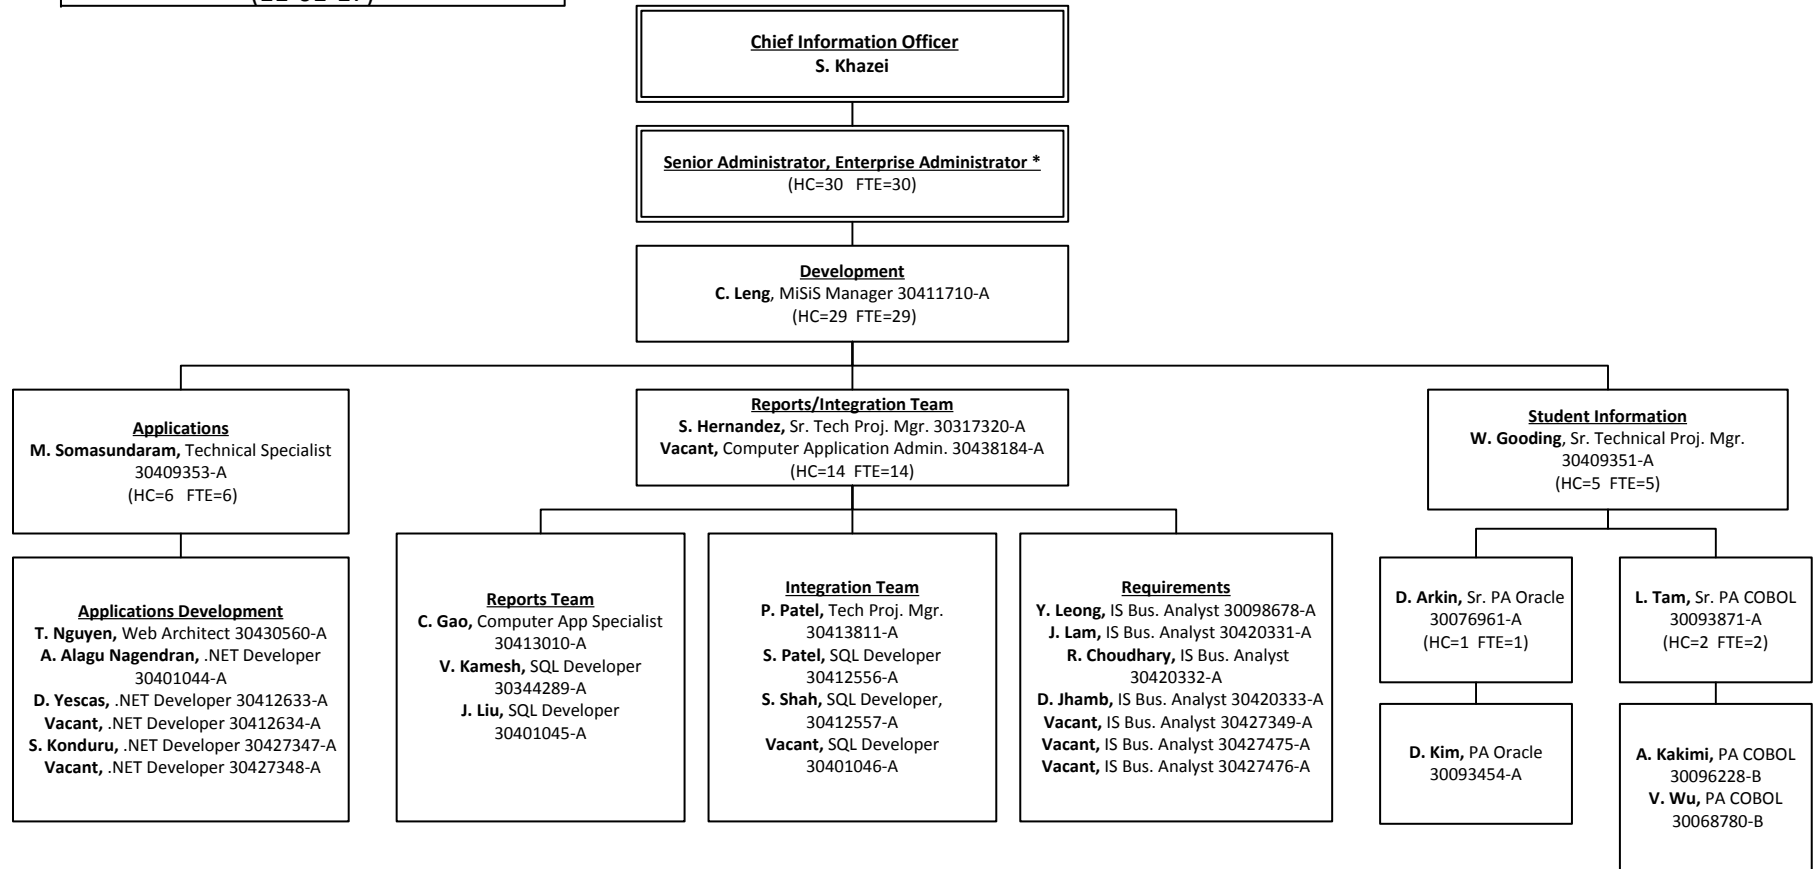 Chief Information Officer
S. Khazei
Senior Administrator, Enterprise Administrator *
(HC=30 FTE=30)
Development
C. Leng, MiSiS Manager 30411710-A
(HC=29 FTE=29)
Applications
M. Somasundaram, Technical Specialist
30409353-A
(HC=6 FTE=6)
Reports/Integration Team
S. Hernandez, Sr. Tech Proj. Mgr. 30317320-A
Vacant, Computer Application Admin. 30438184-A
(HC=14 FTE=14)
Student Information
W. Gooding, Sr. Technical Proj. Mgr.
30409351-A
(HC=5 FTE=5)
Applications Development
T. Nguyen, Web Architect 30430560-A
A. Alagu Nagendran, .NET Developer
30401044-A
D. Yescas, .NET Developer 30412633-A
Vacant, .NET Developer 30412634-A
S. Konduru, .NET Developer 30427347-A
Vacant, .NET Developer 30427348-A
Reports Team
C. Gao, Computer App Specialist
30413010-A
V. Kamesh, SQL Developer
30344289-A
J. Liu, SQL Developer
30401045-A
Integration Team
P. Patel, Tech Proj. Mgr.
30413811-A
S. Patel, SQL Developer
30412556-A
S. Shah, SQL Developer,
30412557-A
Vacant, SQL Developer
30401046-A
Requirements
Y. Leong, IS Bus. Analyst 30098678-A
J. Lam, IS Bus. Analyst 30420331-A
R. Choudhary, IS Bus. Analyst
30420332-A
D. Jhamb, IS Bus. Analyst 30420333-A
Vacant, IS Bus. Analyst 30427349-A
Vacant, IS Bus. Analyst 30427475-A
Vacant, IS Bus. Analyst 30427476-A
D. Arkin, Sr. PA Oracle
30076961-A
(HC=1 FTE=1)
L. Tam, Sr. PA COBOL
30093871-A
(HC=2 FTE=2)
D. Kim, PA Oracle
30093454-A
A. Kakimi, PA COBOL
30096228-B
V. Wu, PA COBOL
30068780-B